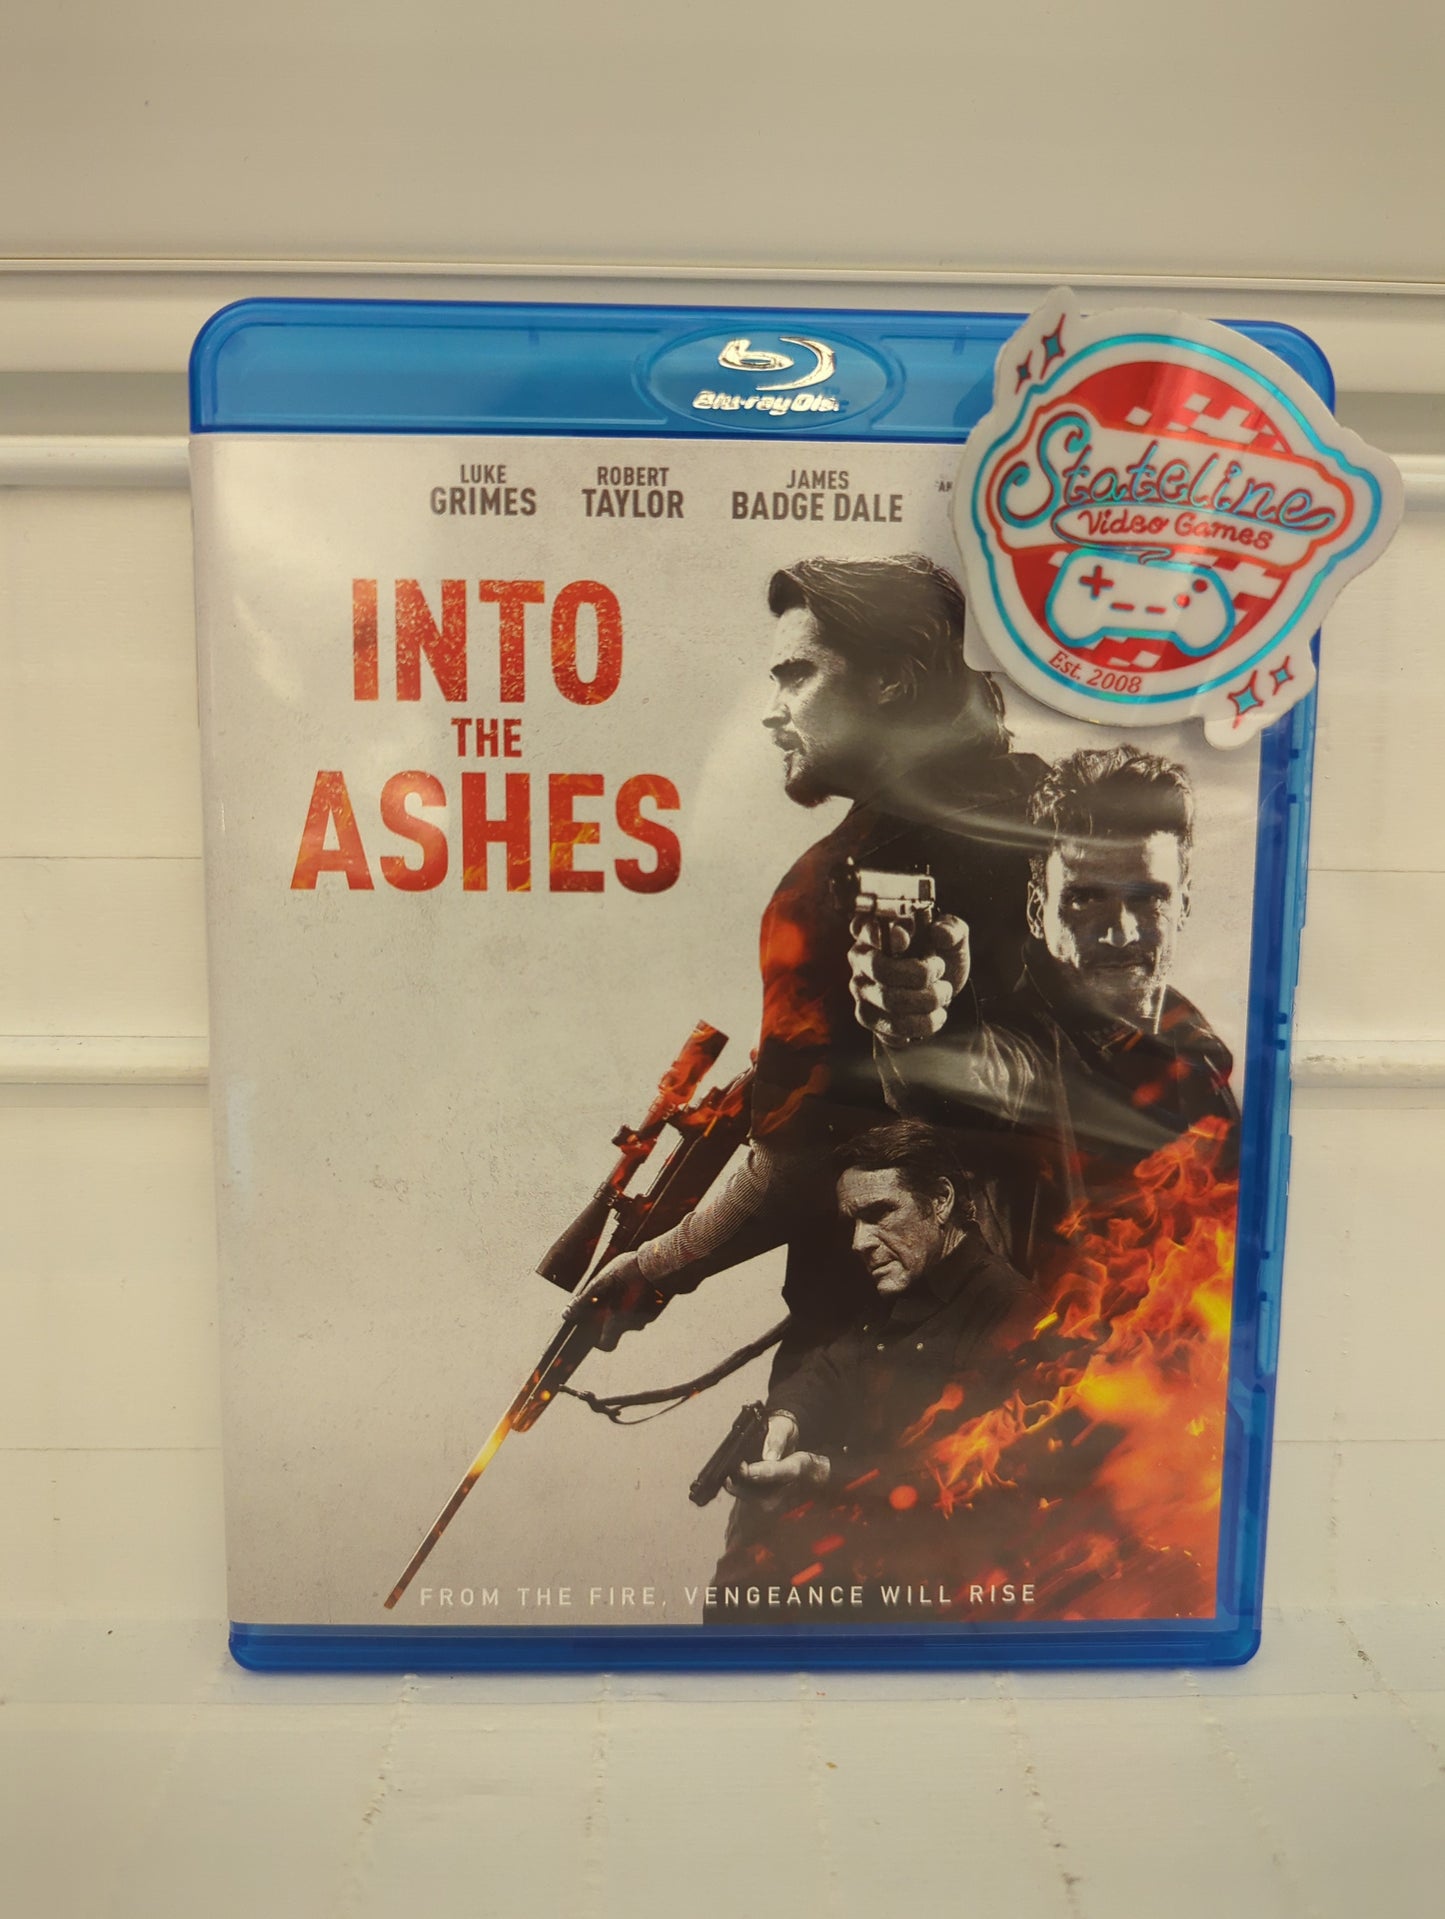 Blu-ray Disc
LUKE GRIMES
ROBERT TAYLOR
JAMES BADGE DALE
INTO
THE
ASHES
FROM THE FIRE, VENGEANCE WILL RISE
Stateline
Video Games
Est. 2008